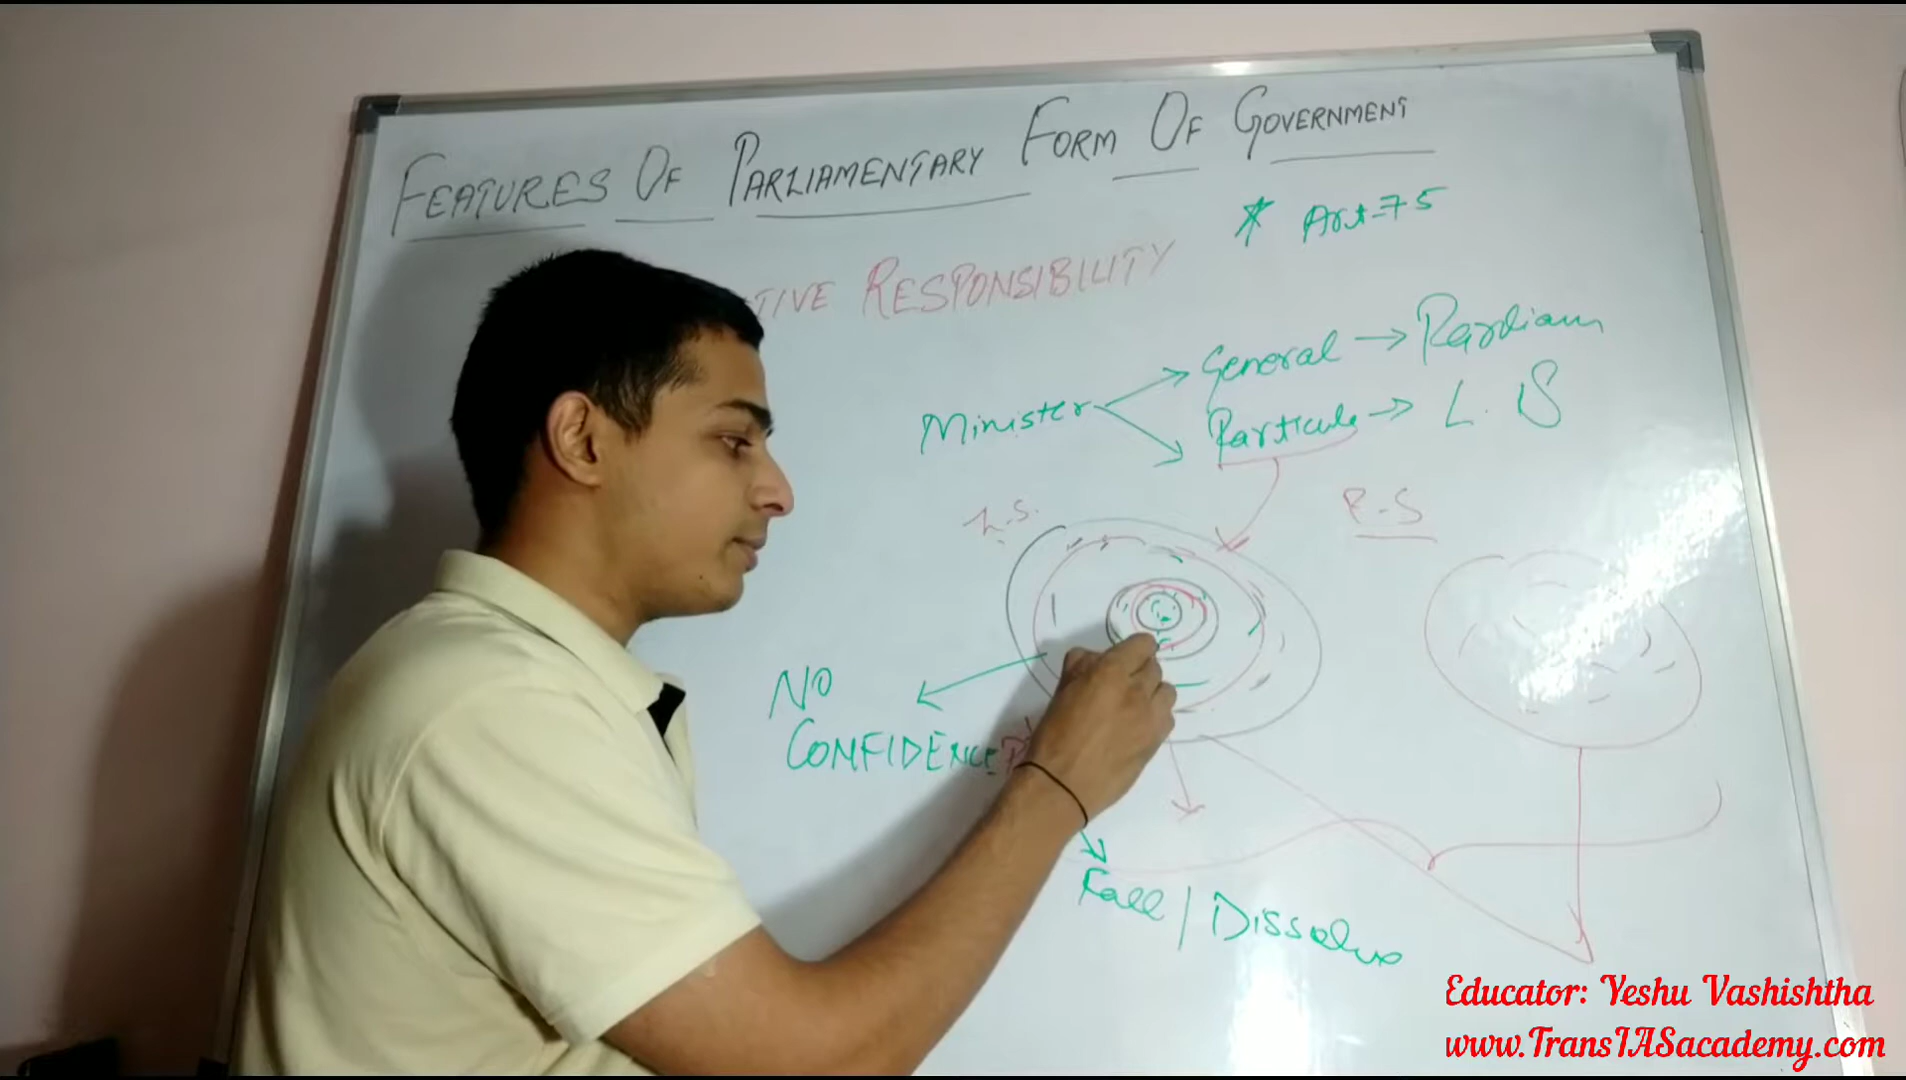 FEATURES OF PARLIAMENTARY FORM OF GOVERNMENT
* Art-75
TIVE RESPONSIBILITY
Minister
General → Parliam
Particula → L.S
L.S.
R-S
NO
CONFIDENCE
Fall / Dissolve
Educator: Yeshu Vashishtha
www.TransIASacademy.com